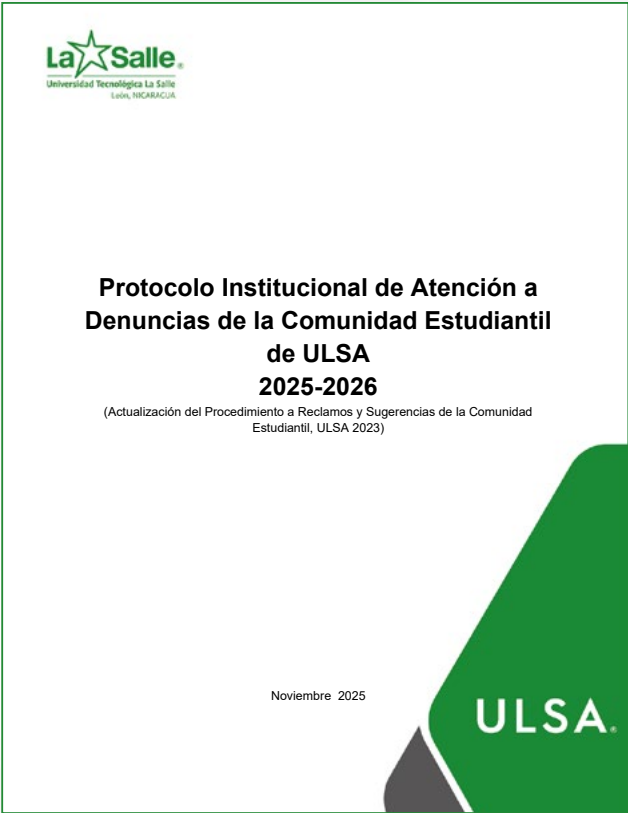 La Salle®
Universidad Tecnológica La Salle
León, NICARAGUA
Protocolo Institucional de Atención a
Denuncias de la Comunidad Estudiantil
de ULSA
2025-2026
(Actualización del Procedimiento a Reclamos y Sugerencias de la Comunidad
Estudiantil, ULSA 2023)
Noviembre 2025
ULSA®